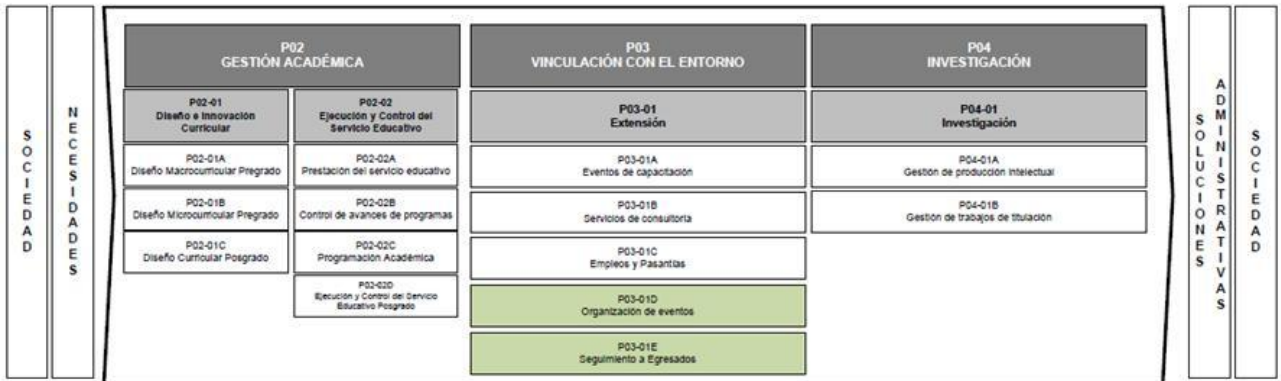 SOCIEDAD
NECESIDADES
P02
GESTIÓN ACADÉMICA
P02-01
Diseño e Innovación
Curricular
P02-01A
Diseño Macrocurricular Pregrado
P02-01B
Diseño Microcurricular Pregrado
P02-01C
Diseño Curricular Posgrado
P02-02
Ejecución y Control del
Servicio Educativo
P02-02A
Prestación del servicio educativo
P02-02B
Control de avances de programas
P02-02C
Programación Académica
P02-02D
Ejecución y Control del Servicio
Educativo Posgrado
P03
VINCULACIÓN CON EL ENTORNO
P03-01
Extensión
P03-01A
Eventos de capacitación
P03-01B
Servicios de consultoría
P03-01C
Empleos y Pasantías
P03-01D
Organización de eventos
P03-01E
Seguimiento a Egresados
P04
INVESTIGACIÓN
P04-01
Investigación
P04-01A
Gestión de producción Intelectual
P04-01B
Gestión de trabajos de titulación
SOLUCIONES
ADMINISTRATIVAS
SOCIEDAD